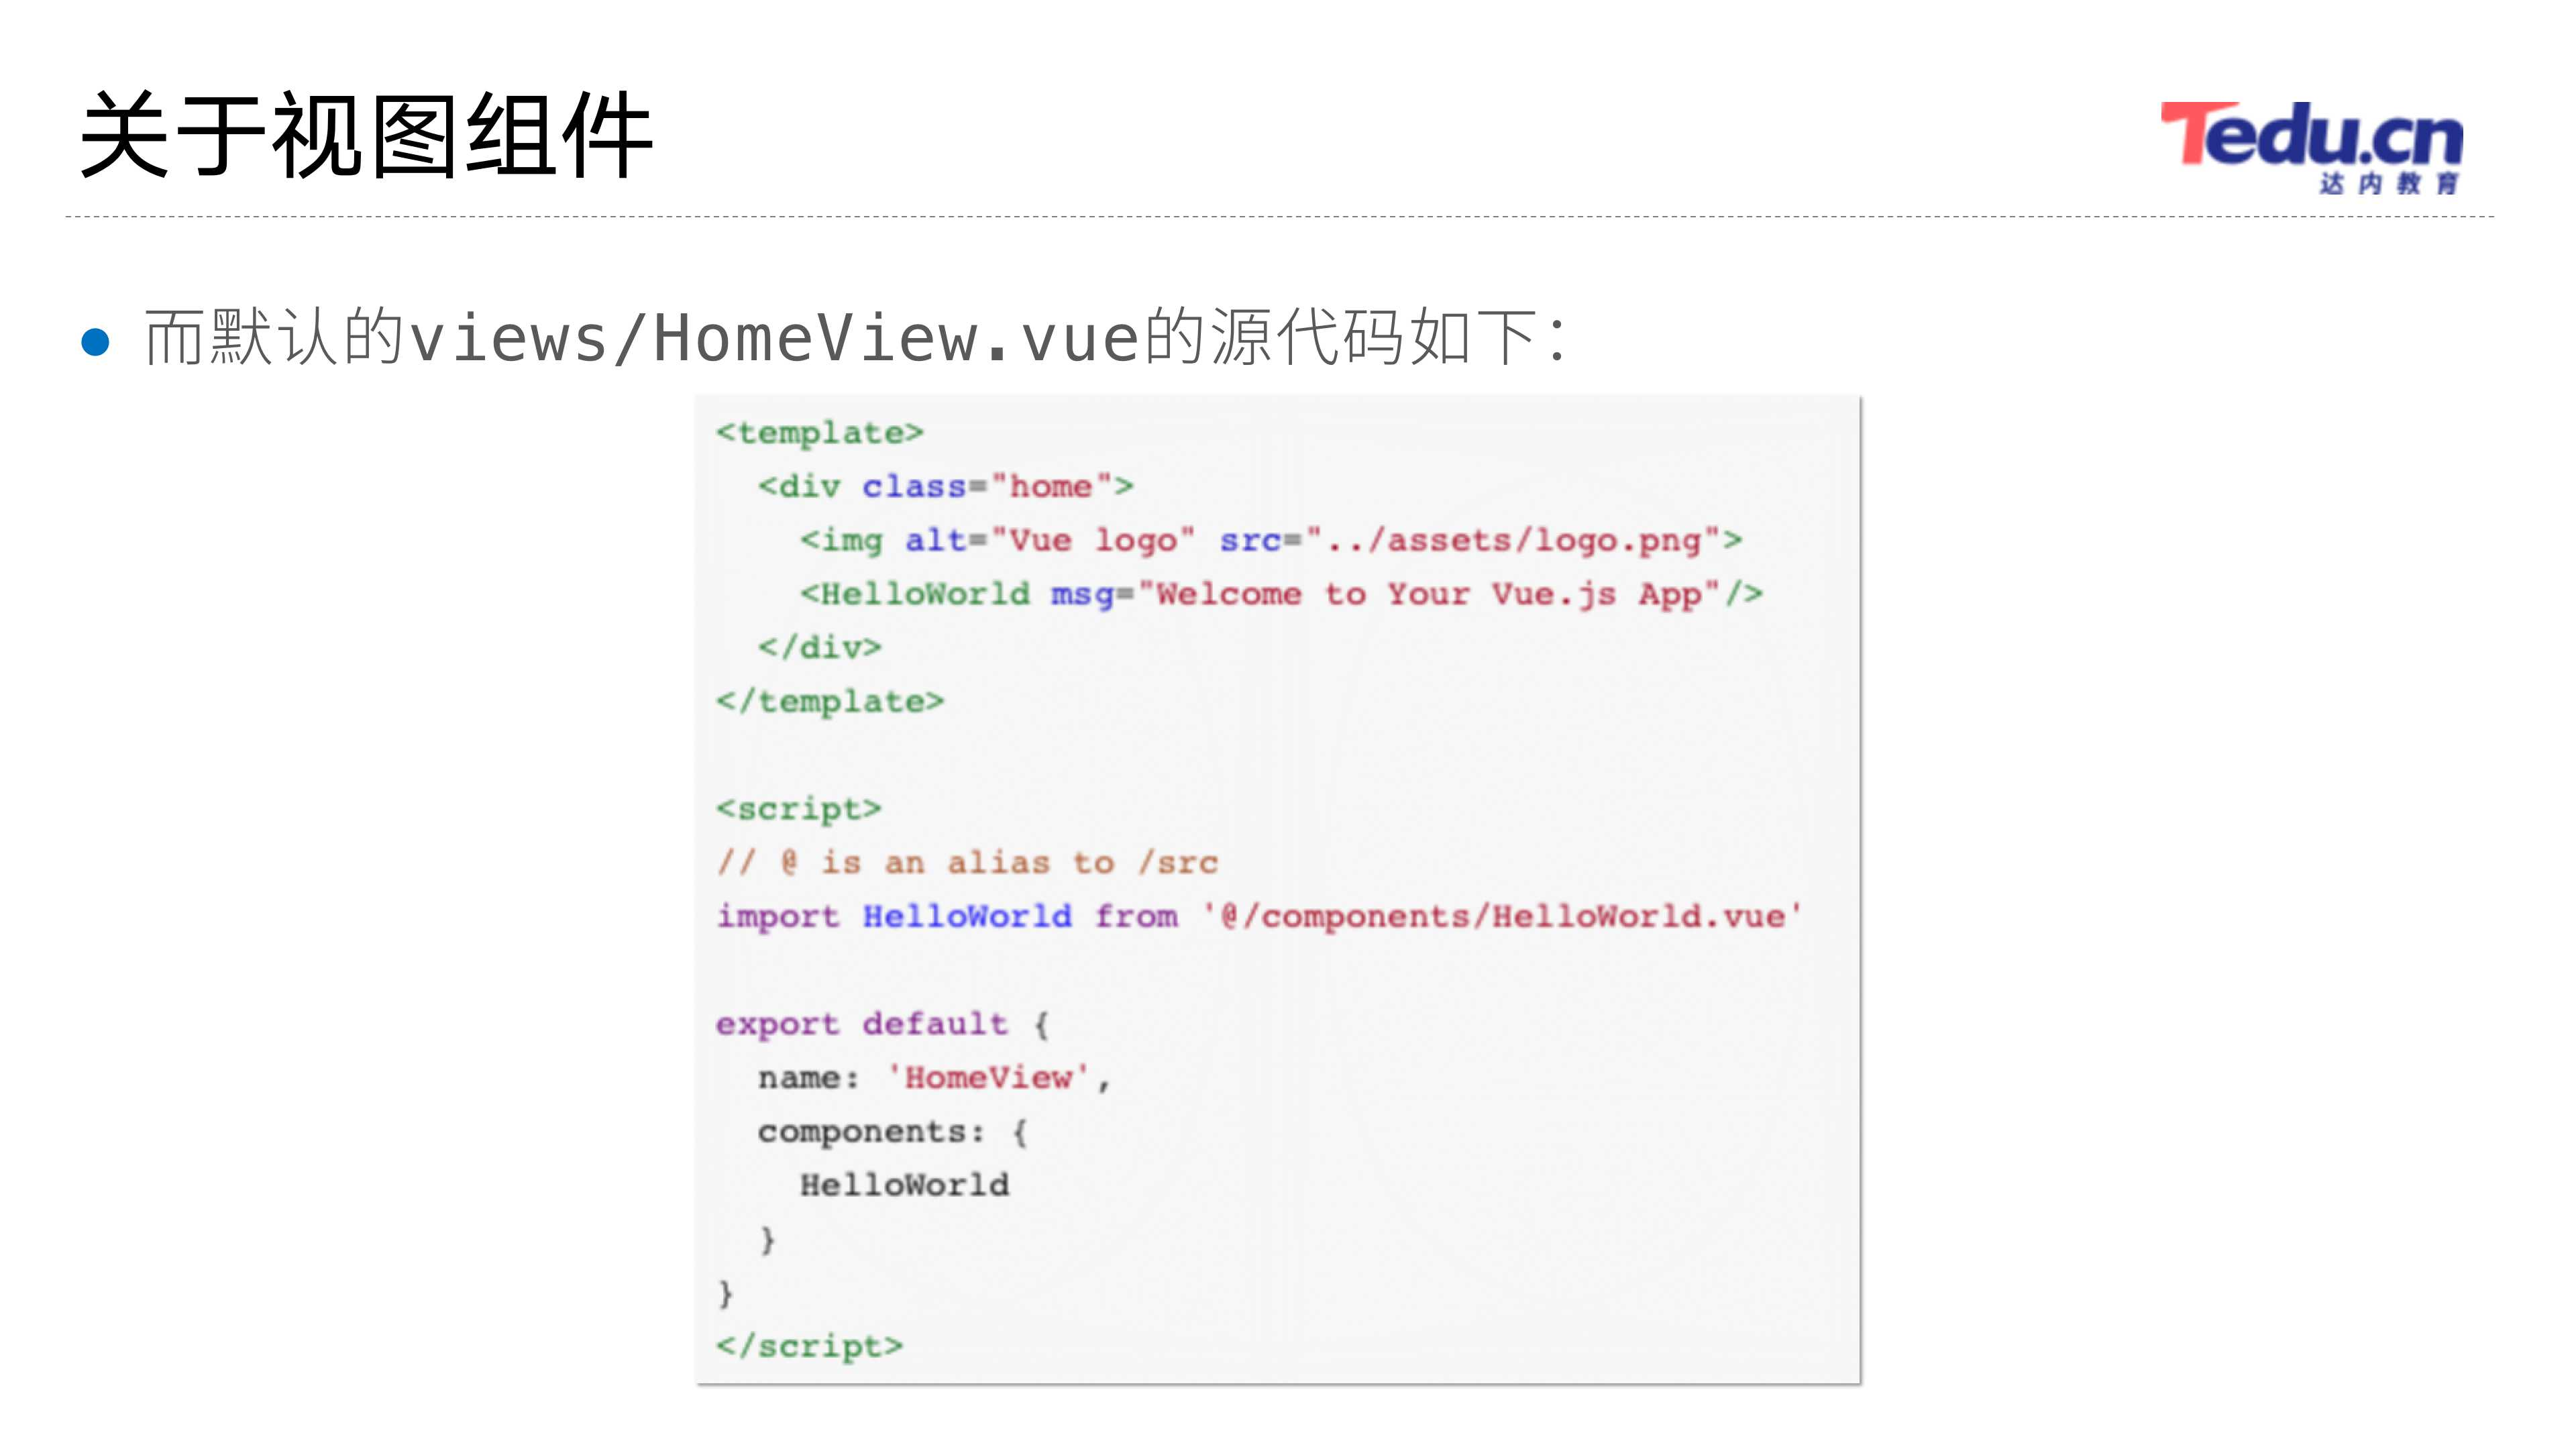 关于视图组件
Tedu.cn
达内教育
● 而默认的views/HomeView.vue的源代码如下：
<template>
  <div class="home">
    <img alt="Vue logo" src="../assets/logo.png">
    <HelloWorld msg="Welcome to Your Vue.js App"/>
  </div>
</template>
<script>
// @ is an alias to /src
import HelloWorld from '@/components/HelloWorld.vue'
export default {
  name: 'HomeView',
  components: {
    HelloWorld
  }
}
</script>